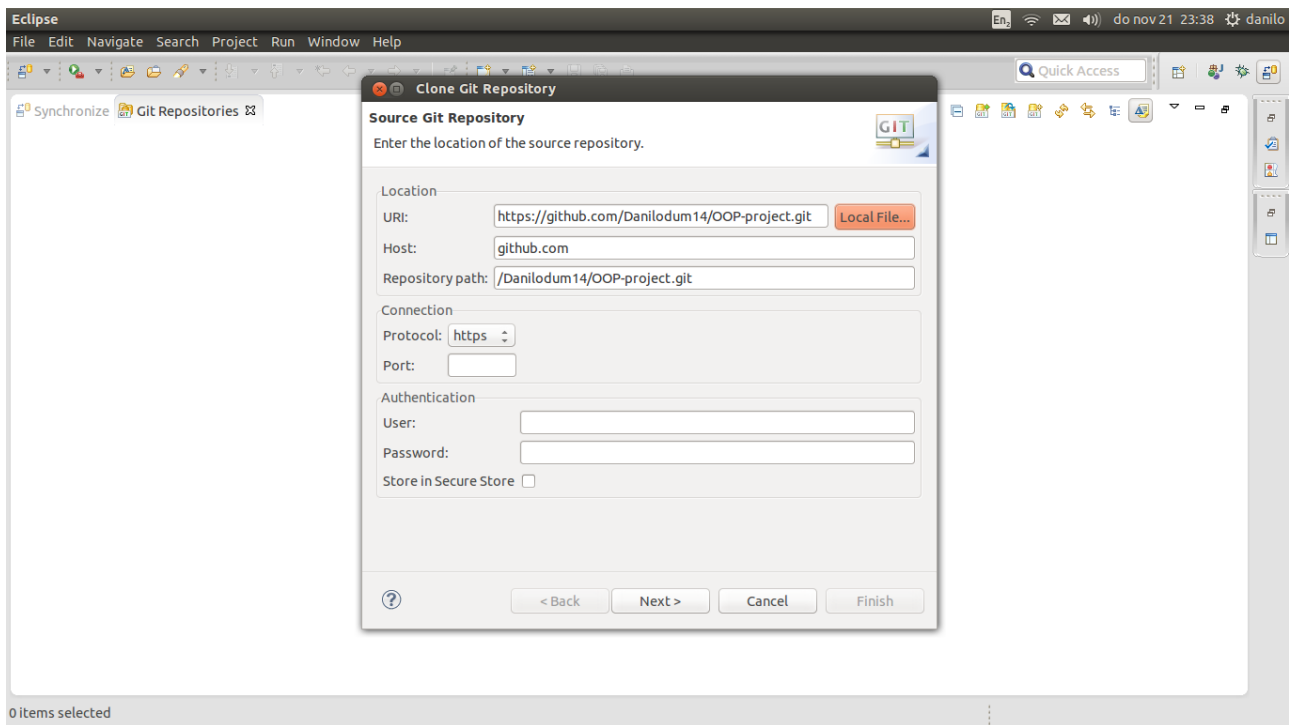 Eclipse En2 do nov 21 23:38 danilo
File Edit Navigate Search Project Run Window Help
Quick Access
Clone Git Repository
Synchronize Git Repositories
Source Git Repository
GIT
Enter the location of the source repository.
Location
URI: https://github.com/Danilodum14/OOP-project.git Local File...
Host: github.com
Repository path: /Danilodum14/OOP-project.git
Connection
Protocol: https
Port:
Authentication
User:
Password:
Store in Secure Store
? < Back Next > Cancel Finish
0 items selected